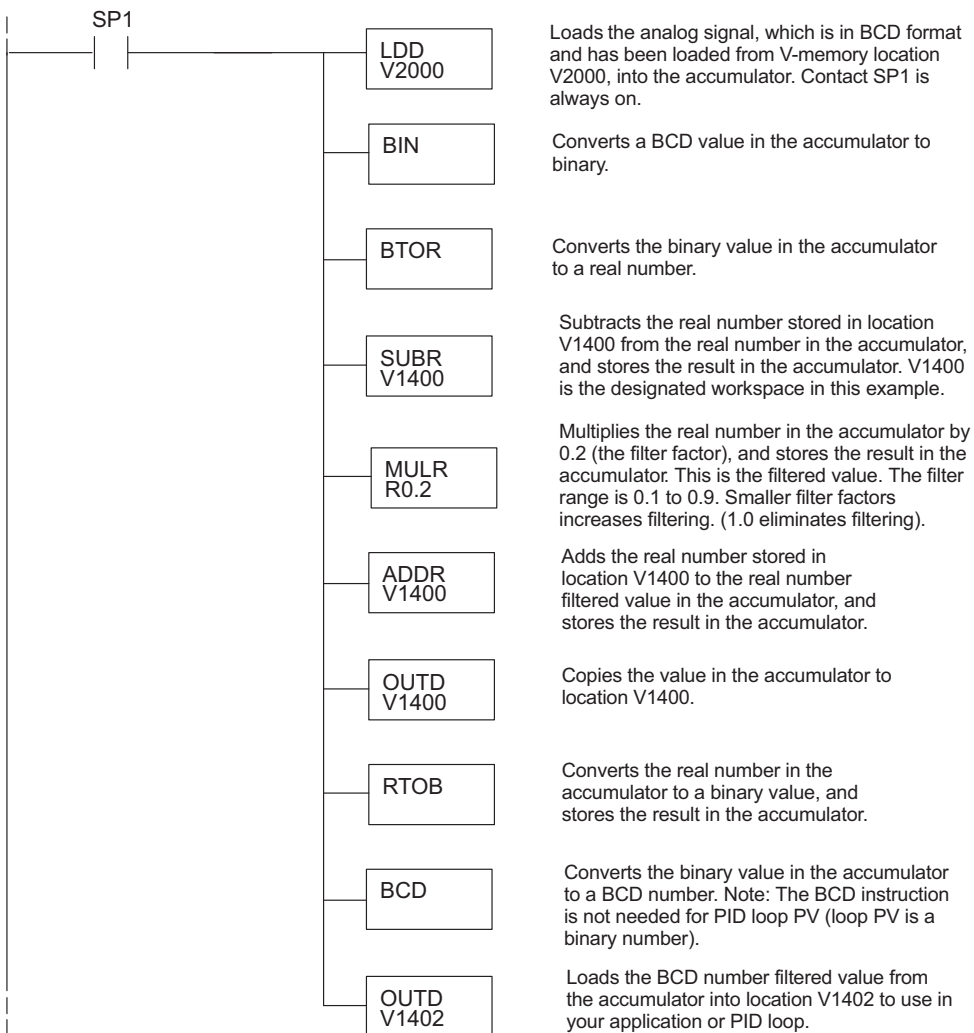 SP1
LDD
V2000
Loads the analog signal, which is in BCD format
and has been loaded from V-memory location
V2000, into the accumulator. Contact SP1 is
always on.
BIN
Converts a BCD value in the accumulator to
binary.
BTOR
Converts the binary value in the accumulator
to a real number.
SUBR
V1400
Subtracts the real number stored in location
V1400 from the real number in the accumulator,
and stores the result in the accumulator. V1400
is the designated workspace in this example.
MULR
R0.2
Multiplies the real number in the accumulator by
0.2 (the filter factor), and stores the result in the
accumulator. This is the filtered value. The filter
range is 0.1 to 0.9. Smaller filter factors
increases filtering. (1.0 eliminates filtering).
ADDR
V1400
Adds the real number stored in
location V1400 to the real number
filtered value in the accumulator, and
stores the result in the accumulator.
OUTD
V1400
Copies the value in the accumulator to
location V1400.
RTOB
Converts the real number in the
accumulator to a binary value, and
stores the result in the accumulator.
BCD
Converts the binary value in the accumulator
to a BCD number. Note: The BCD instruction
is not needed for PID loop PV (loop PV is a
binary number).
OUTD
V1402
Loads the BCD number filtered value from
the accumulator into location V1402 to use in
your application or PID loop.